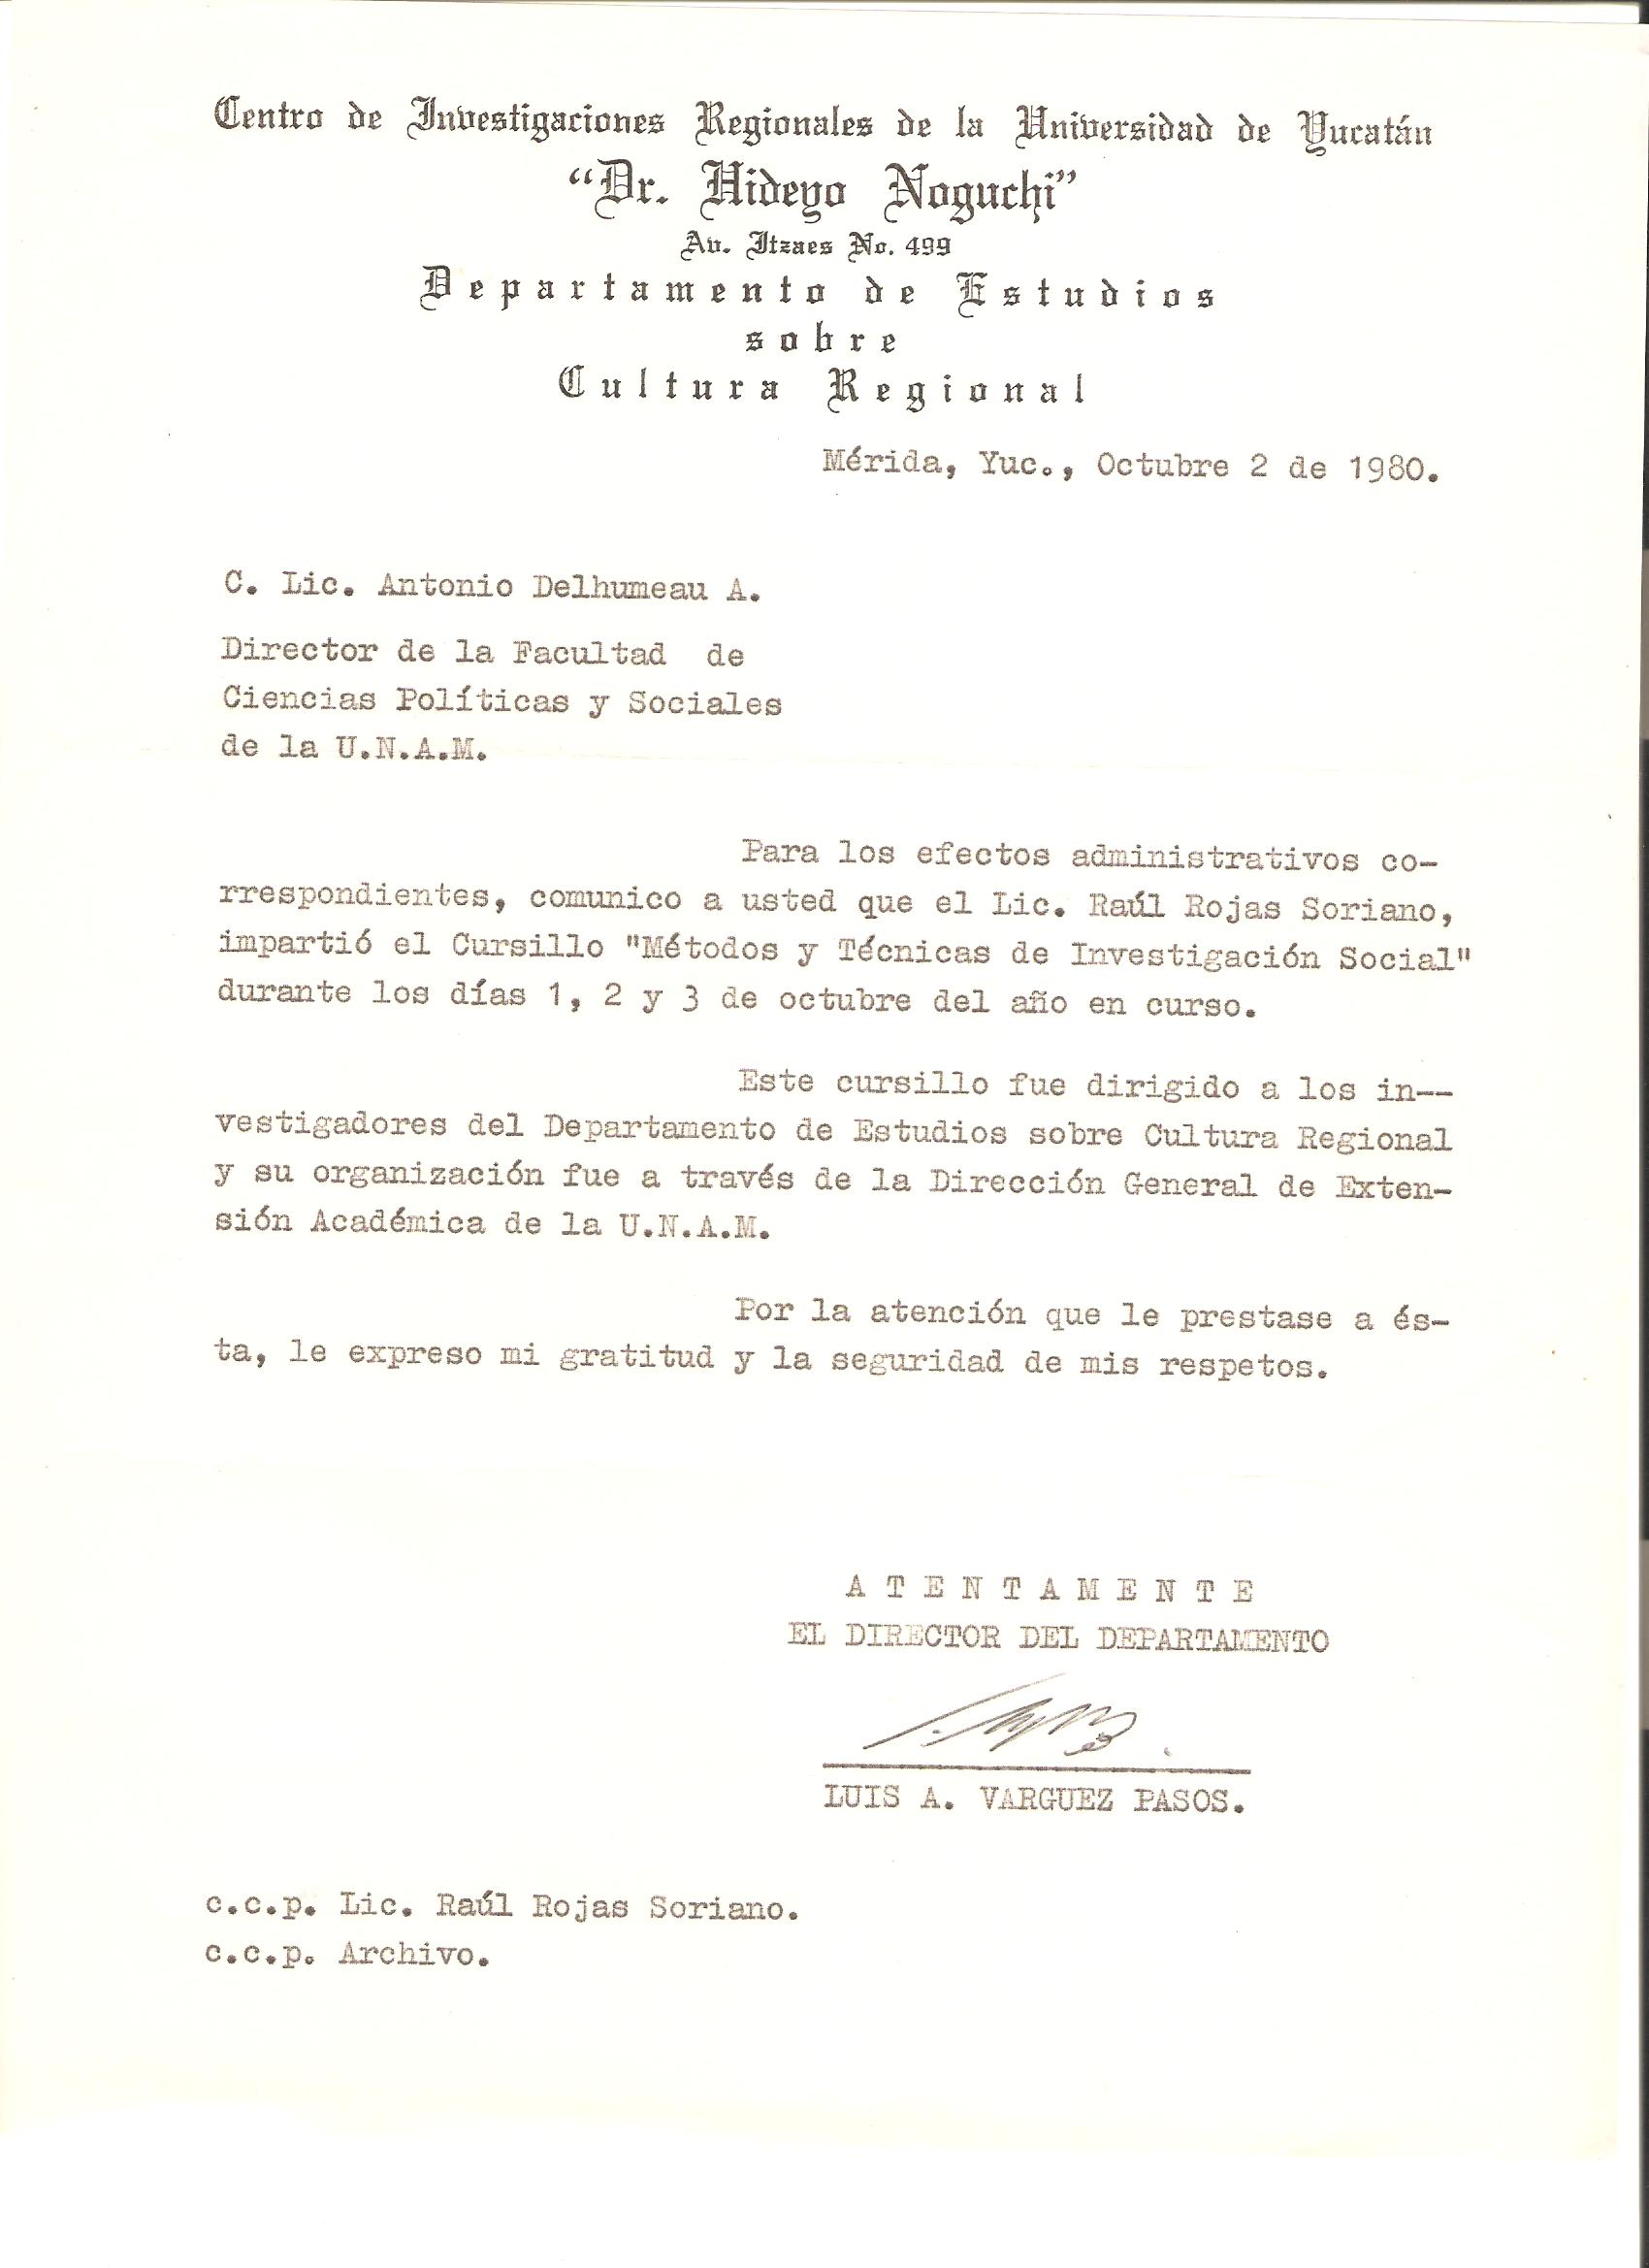 Centro de Investigaciones Regionales de la Universidad de Yucatán
“Dr. Hideyo Noguchi”
Av. Itzaes No. 499
Departamento de Estudios
sobre
Cultura Regional
Mérida, Yuc., Octubre 2 de 1980.
C. Lic. Antonio Delhumeau A.
Director de la Facultad de
Ciencias Políticas y Sociales
de la U.N.A.M.
Para los efectos administrativos co-
rrespondientes, comunico a usted que el Lic. Raúl Rojas Soriano,
impartió el Cursillo "Métodos y Técnicas de Investigación Social"
durante los días 1, 2 y 3 de octubre del año en curso.
Este cursillo fue dirigido a los in--
vestigadores del Departamento de Estudios sobre Cultura Regional
y su organización fue a través de la Dirección General de Exten-
sión Académica de la U.N.A.M.
Por la atención que le prestase a és-
ta, le expreso mi gratitud y la seguridad de mis respetos.
A T E N T A M E N T E
EL DIRECTOR DEL DEPARTAMENTO
LUIS A. VARGUEZ PASOS.
c.c.p. Lic. Raúl Rojas Soriano.
c.c.p. Archivo.